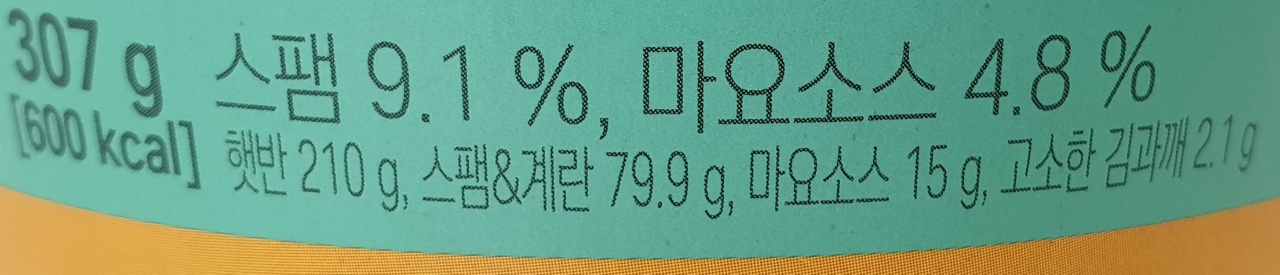 307 g 스팸 9.1 %, 마요소스 4.8 %
[600 kcal] 햇반 210 g, 스팸&계란 79.9 g, 마요소스 15 g, 고소한 김과깨 2.1 g